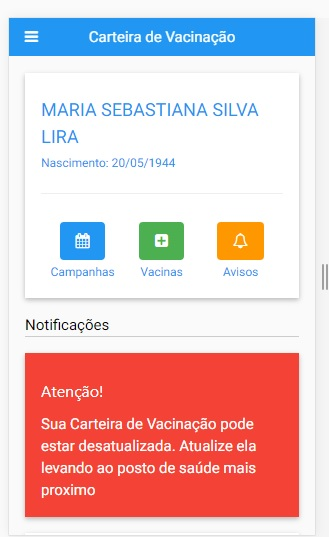 Carteira de Vacinação
MARIA SEBASTIANA SILVA
LIRA
Nascimento: 20/05/1944
Campanhas
Vacinas
Avisos
Notificações
Atenção!
Sua Carteira de Vacinação pode
estar desatualizada. Atualize ela
levando ao posto de saúde mais
proximo